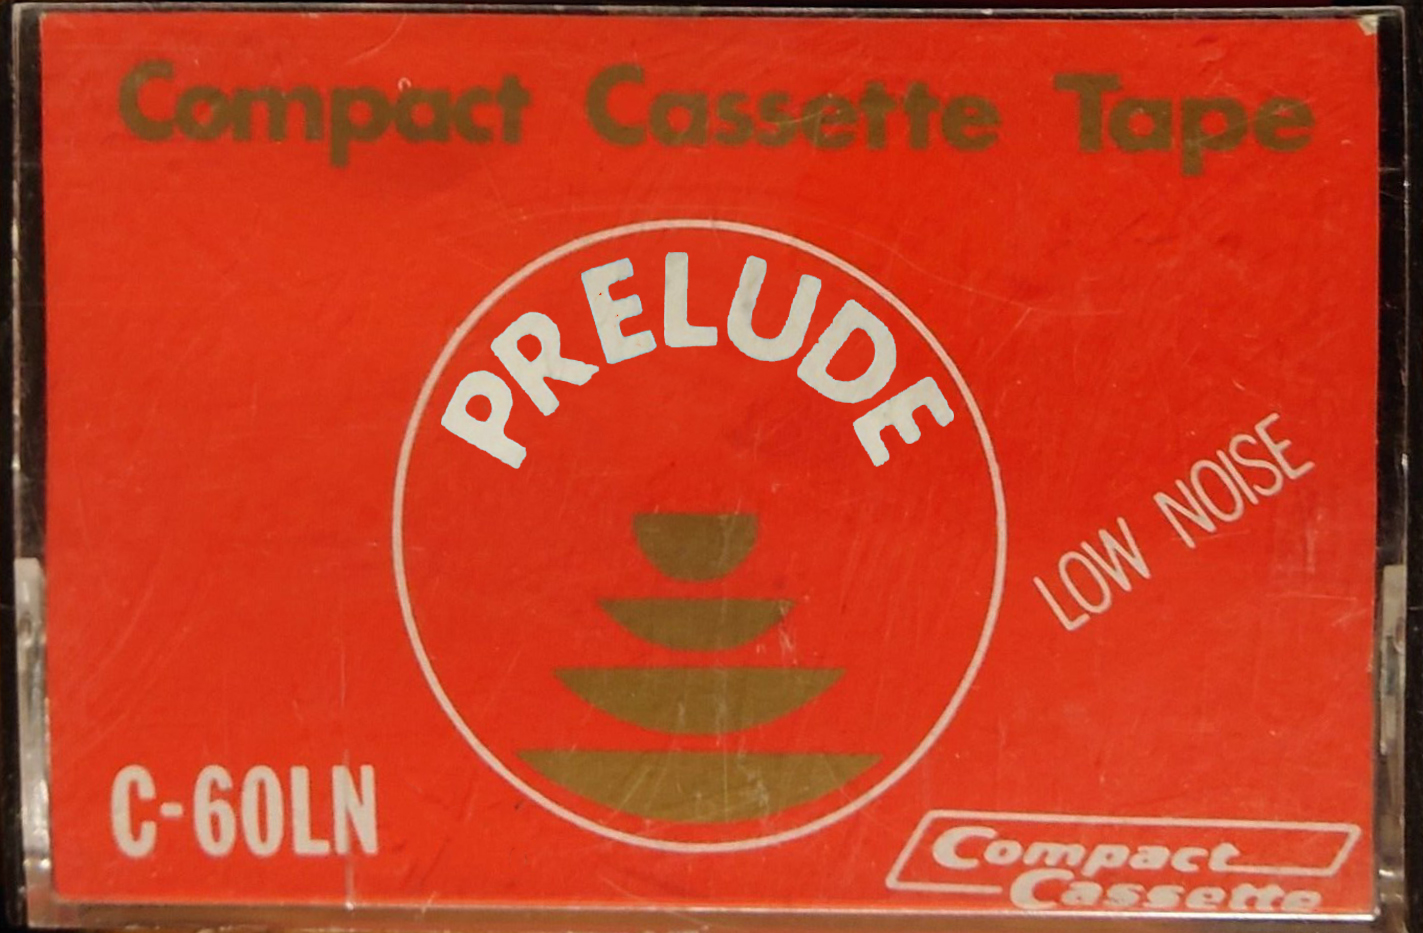 Compact Cassette Tape
PRELUDE
LOW NOISE
C-60LN
Compact
Cassette